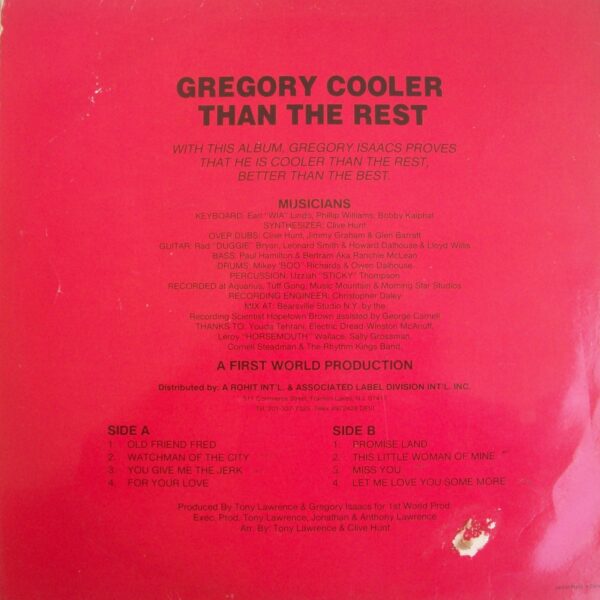 GREGORY COOLER
THAN THE REST
WITH THIS ALBUM, GREGORY ISAACS PROVES
THAT HE IS COOLER THAN THE REST,
BETTER THAN THE BEST.
MUSICIANS
KEYBOARD: Earl "WIA" Lindo, Phillip Williams, Bobby Kalphat
SYNTHESIZER: Clive Hunt
OVER DUBS: Clive Hunt, Jimmy Graham & Glen Barratt
GUITAR: Rad "DUGGIE" Bryan, Leonard Smith & Howard Dalhouse & Lloyd Willis
BASS: Paul Hamilton & Bertram Aka Ranchie McLean
DRUMS: Mikey "BOO" Richards & Owen Dalhouse
PERCUSSION: Uzziah "STICKY" Thompson
RECORDED at Aquarius, Tuff Gong, Music Mountain & Morning Star Studios
RECORDING ENGINEER: Christopher Daley
MIX AT: Bearsville Studio N.Y. by the
Recording Scientist Hopetown Brown assisted by George Carnell
THANKS TO: Youda Tehrani, Electric Dread, Winston McAnuff,
Leroy "HORSEMOUTH" Wallace, Sally Grossman,
Cornell Steadman & The Rhythm Kings Band,
A FIRST WORLD PRODUCTION
Distributed by: A ROHIT INT'L. & ASSOCIATED LABEL DIVISION INT'L. INC.
Commerce Street, Franklin Lakes, N.J. 07417
SIDE A
1. OLD FRIEND FRED
2. WATCHMAN OF THE CITY
3. YOU GIVE ME THE JERK
4. FOR YOUR LOVE
SIDE B
1. PROMISE LAND
2. THIS LITTLE WOMAN OF MINE
3. MISS YOU
4. LET ME LOVE YOU SOME MORE
Produced By Tony Lawrence & Gregory Isaacs for 1st World Prod.
Exec. Prod. Tony Lawrence, Jonathan & Anthony Lawrence
Arr. By: Tony Lawrence & Clive Hunt